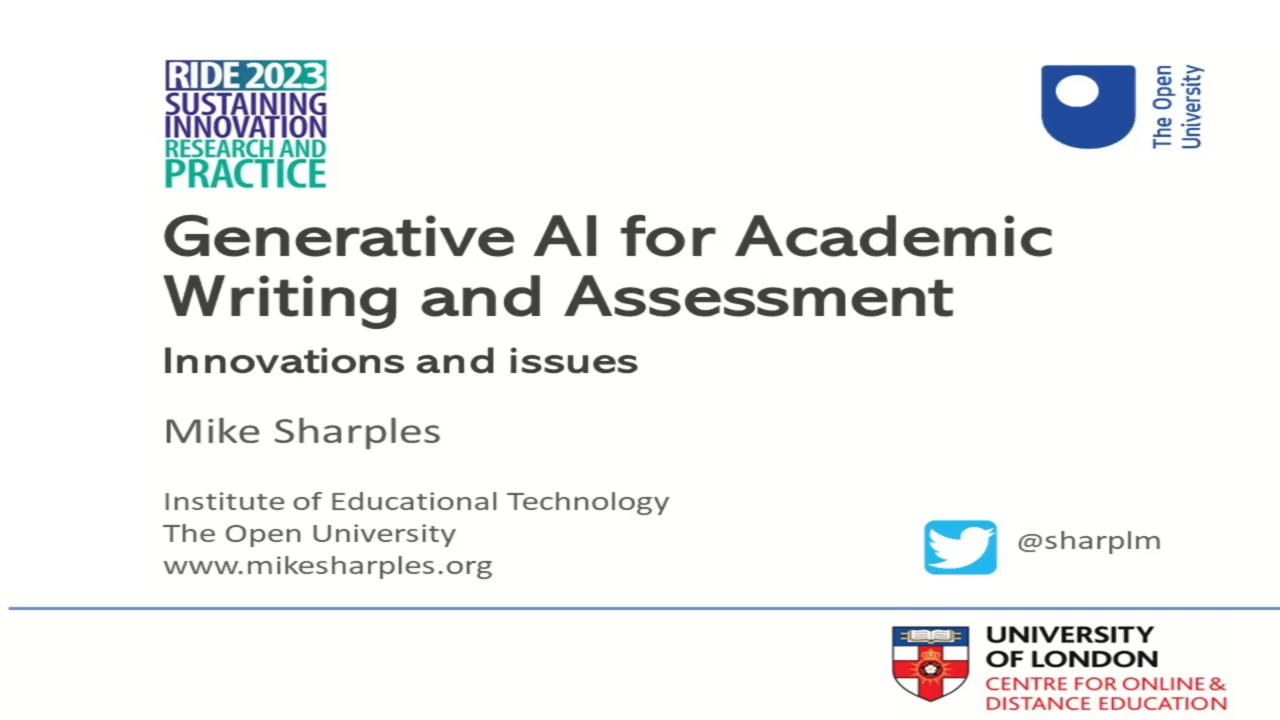 RIDE 2023
SUSTAINING
INNOVATION
RESEARCH AND
PRACTICE
The Open
University
Generative AI for Academic
Writing and Assessment
Innovations and issues
Mike Sharples
Institute of Educational Technology
The Open University
www.mikesharples.org
@sharplm
UNIVERSITY
OF LONDON
CENTRE FOR ONLINE &
DISTANCE EDUCATION